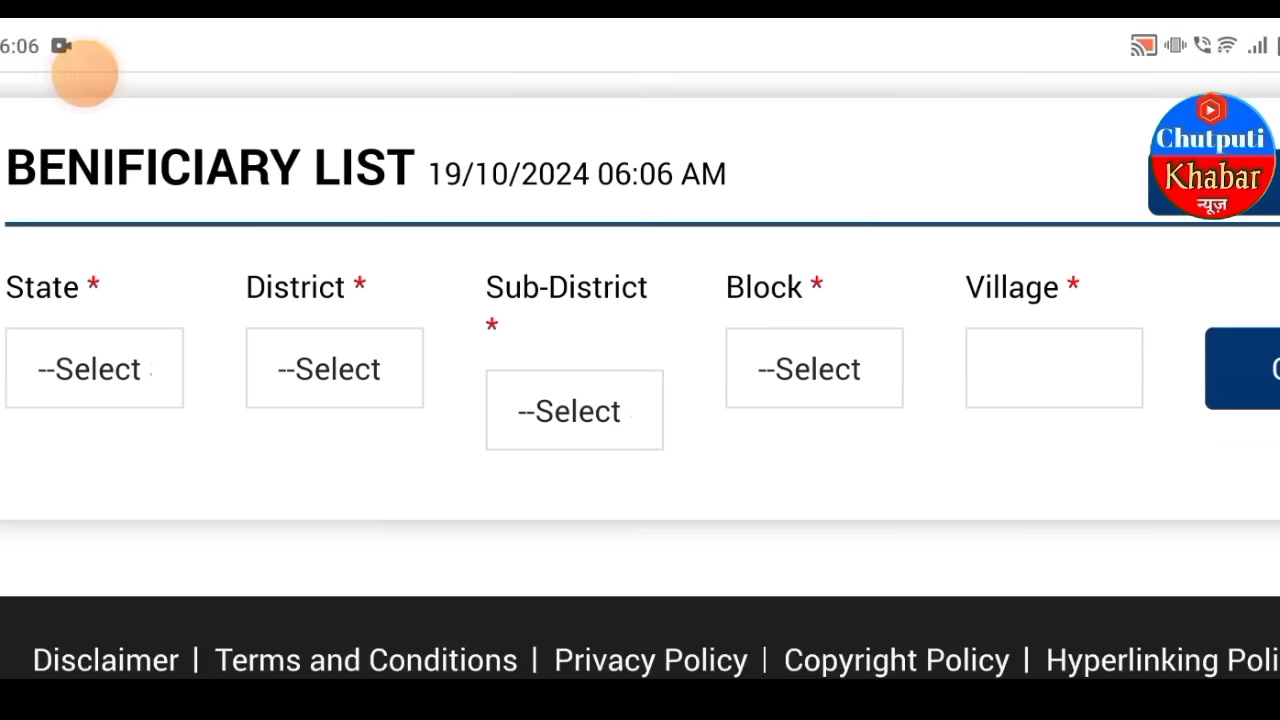 6:06
Chutputi
Khabar
न्यूज़
BENIFICIARY LIST 19/10/2024 06:06 AM
State *
District *
Sub-District *
Block *
Village *
--Select
--Select
--Select
--Select
Disclaimer | Terms and Conditions | Privacy Policy | Copyright Policy | Hyperlinking Poli